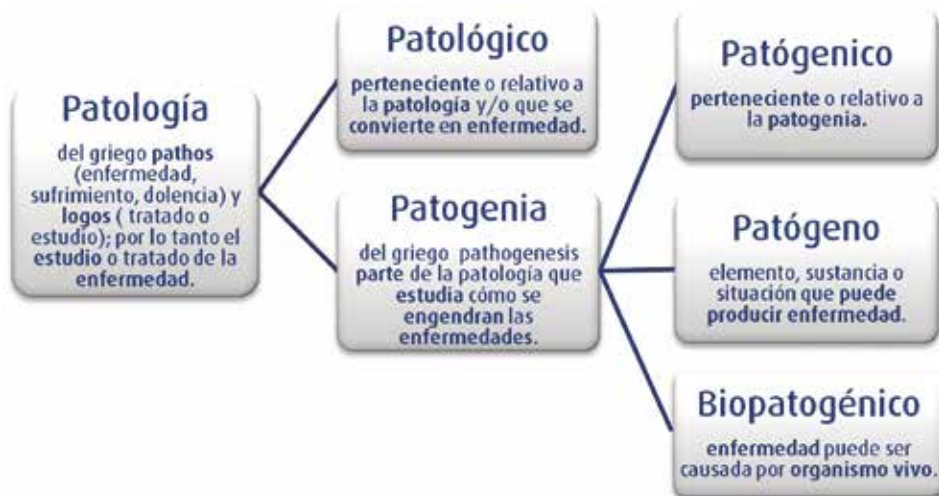 Patología
del griego pathos
(enfermedad,
sufrimiento, dolencia) y
logos ( tratado o
estudio); por lo tanto el
estudio o tratado de la
enfermedad.
Patológico
perteneciente o relativo a
la patología y/o que se
convierte en enfermedad.
Patogenia
del griego pathogenesis
parte de la patología que
estudia cómo se
engendran las
enfermedades.
Patógenico
perteneciente o relativo a
la patogenia.
Patógeno
elemento, sustancia o
situación que puede
producir enfermedad.
Biopatogénico
enfermedad puede ser
causada por organismo vivo.